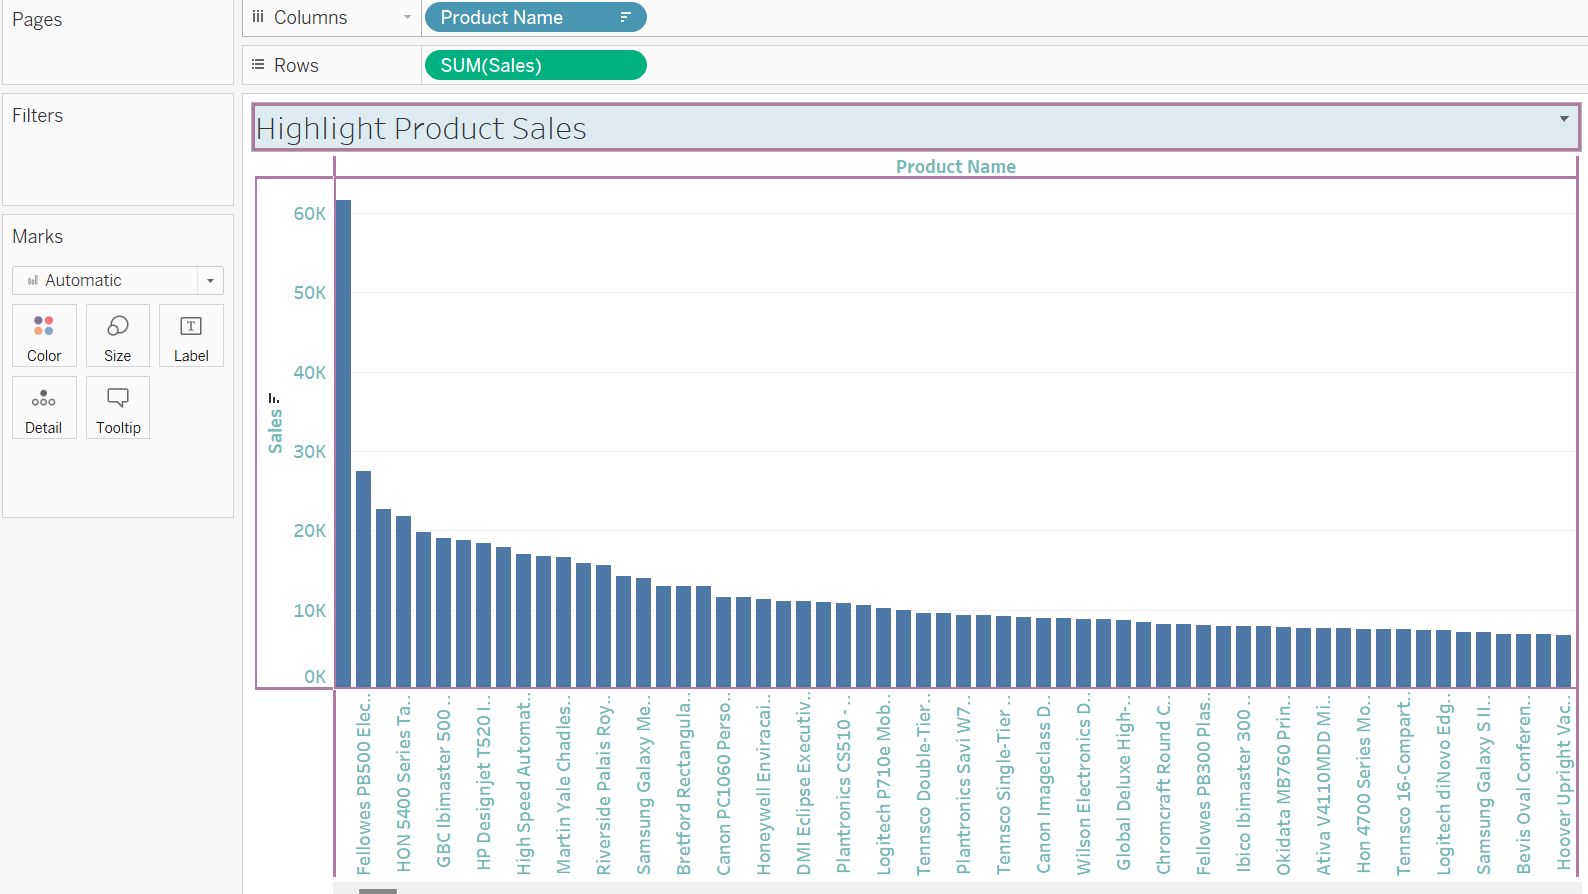 Pages
Columns
Product Name
Rows
SUM(Sales)
Filters
Marks
Automatic
Color
Size
Label
Detail
Tooltip
Highlight Product Sales
Product Name
Sales
60K
50K
40K
30K
20K
10K
0K
Fellowes PB500 Elec..
HON 5400 Series Ta..
GBC Ibimaster 500 ..
HP Designjet T520 I..
High Speed Automat..
Martin Yale Chadles..
Riverside Palais Roy..
Samsung Galaxy Me..
Bretford Rectangula..
Canon PC1060 Perso..
Honeywell Enviracai..
DMI Eclipse Executiv..
Plantronics CS510 - ..
Logitech P710e Mob..
Tennsco Double-Tier..
Plantronics Savi W7..
Tennsco Single-Tier ..
Canon Imageclass D..
Wilson Electronics D..
Global Deluxe High-..
Chromcraft Round C..
Fellowes PB300 Plas..
Ibico Ibimaster 300 ..
Okidata MB760 Prin..
Ativa V4110MDD Mi..
Hon 4700 Series Mo..
Tennsco 16-Compart..
Logitech diNovo Edg..
Samsung Galaxy S II..
Bevis Oval Conferen..
Hoover Upright Vac..